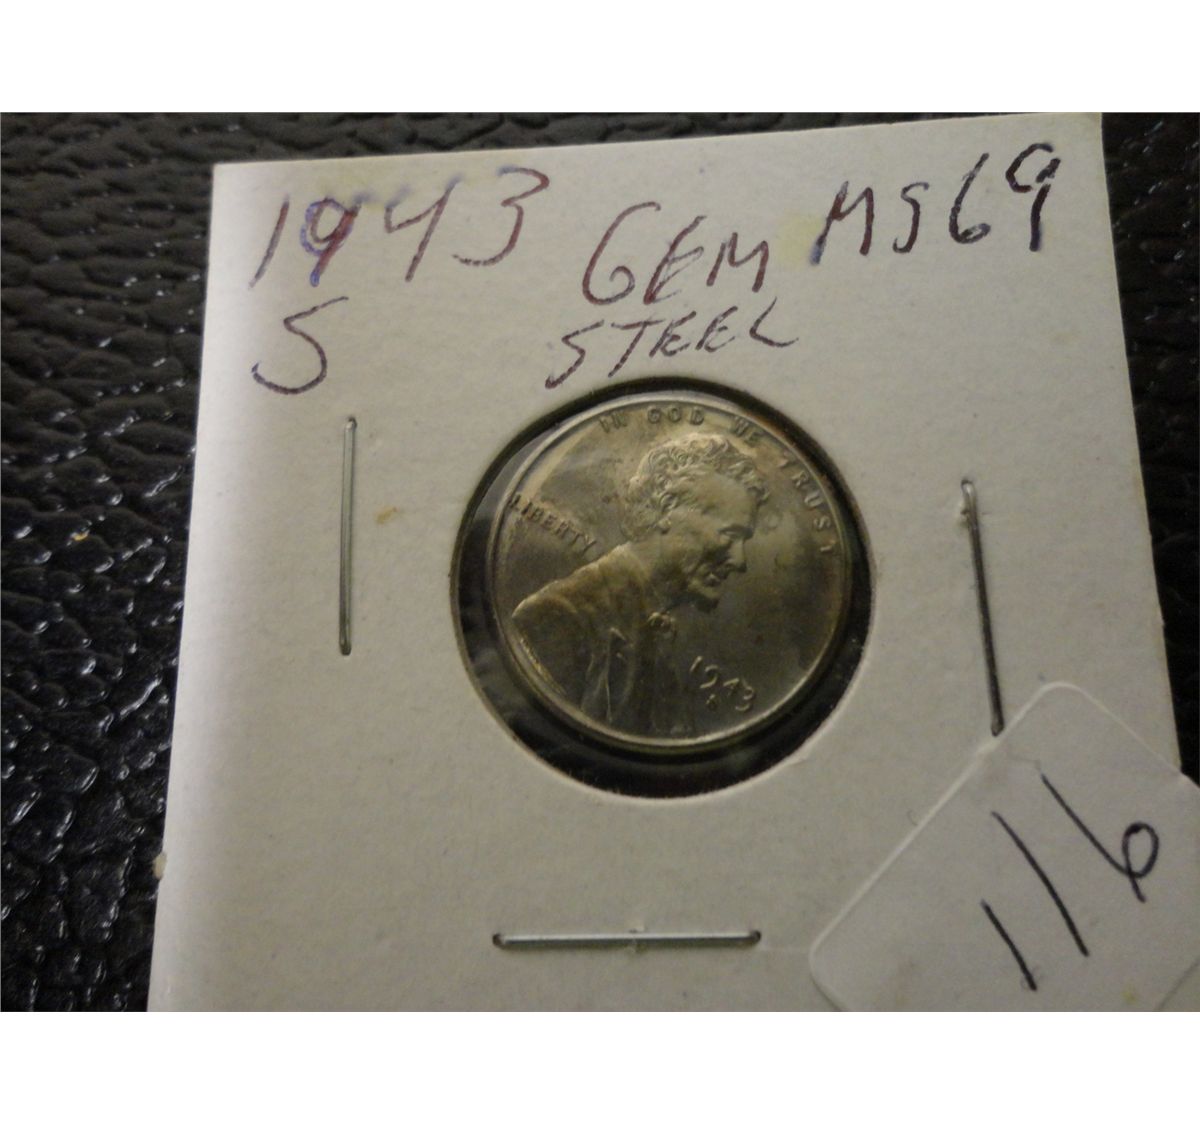 1943 GEM MS69
S STEEL
IN GOD WE TRUST
LIBERTY
1943
S
116